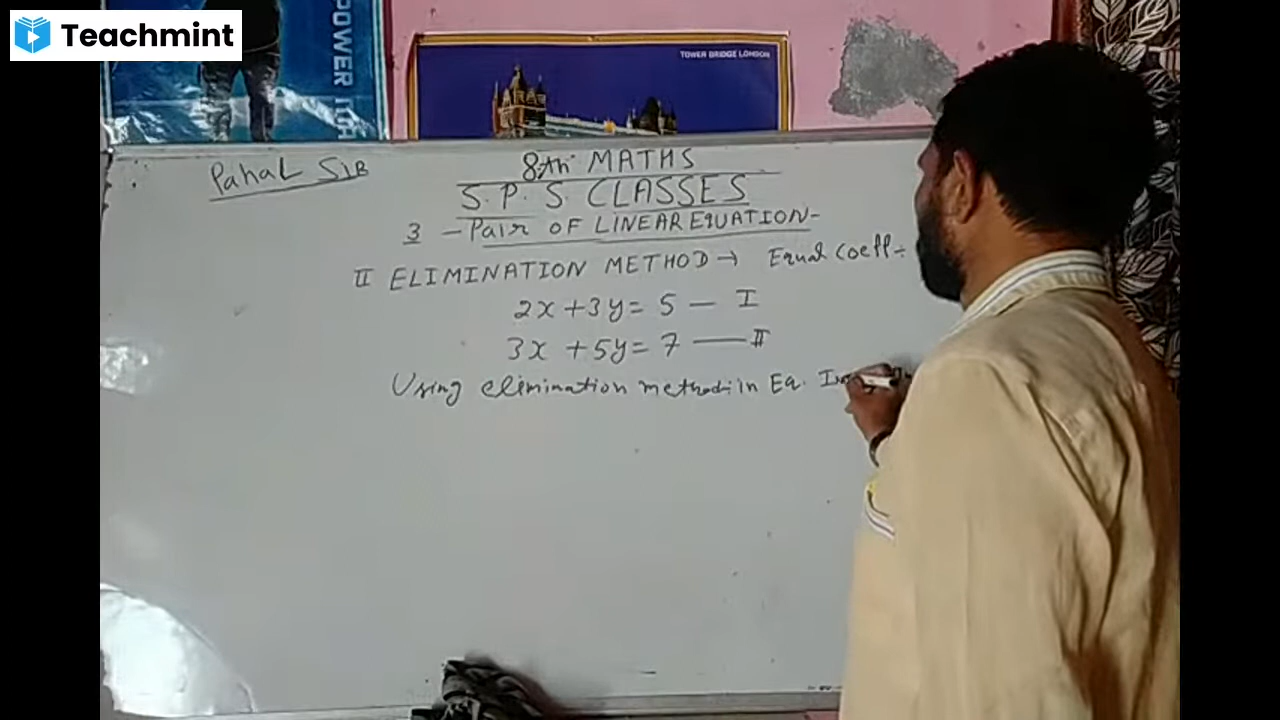 Teachmint
POWER
TOWER BRIDGE LONDON
Pahal SIR
8th MATHS
S.P.S. CLASSES
3 - Pair OF LINEAR EQUATION-
II ELIMINATION METHOD → Equal Coeff÷
2x + 3y = 5 — I
3x + 5y = 7 — II
Using elimination method in Eq. I